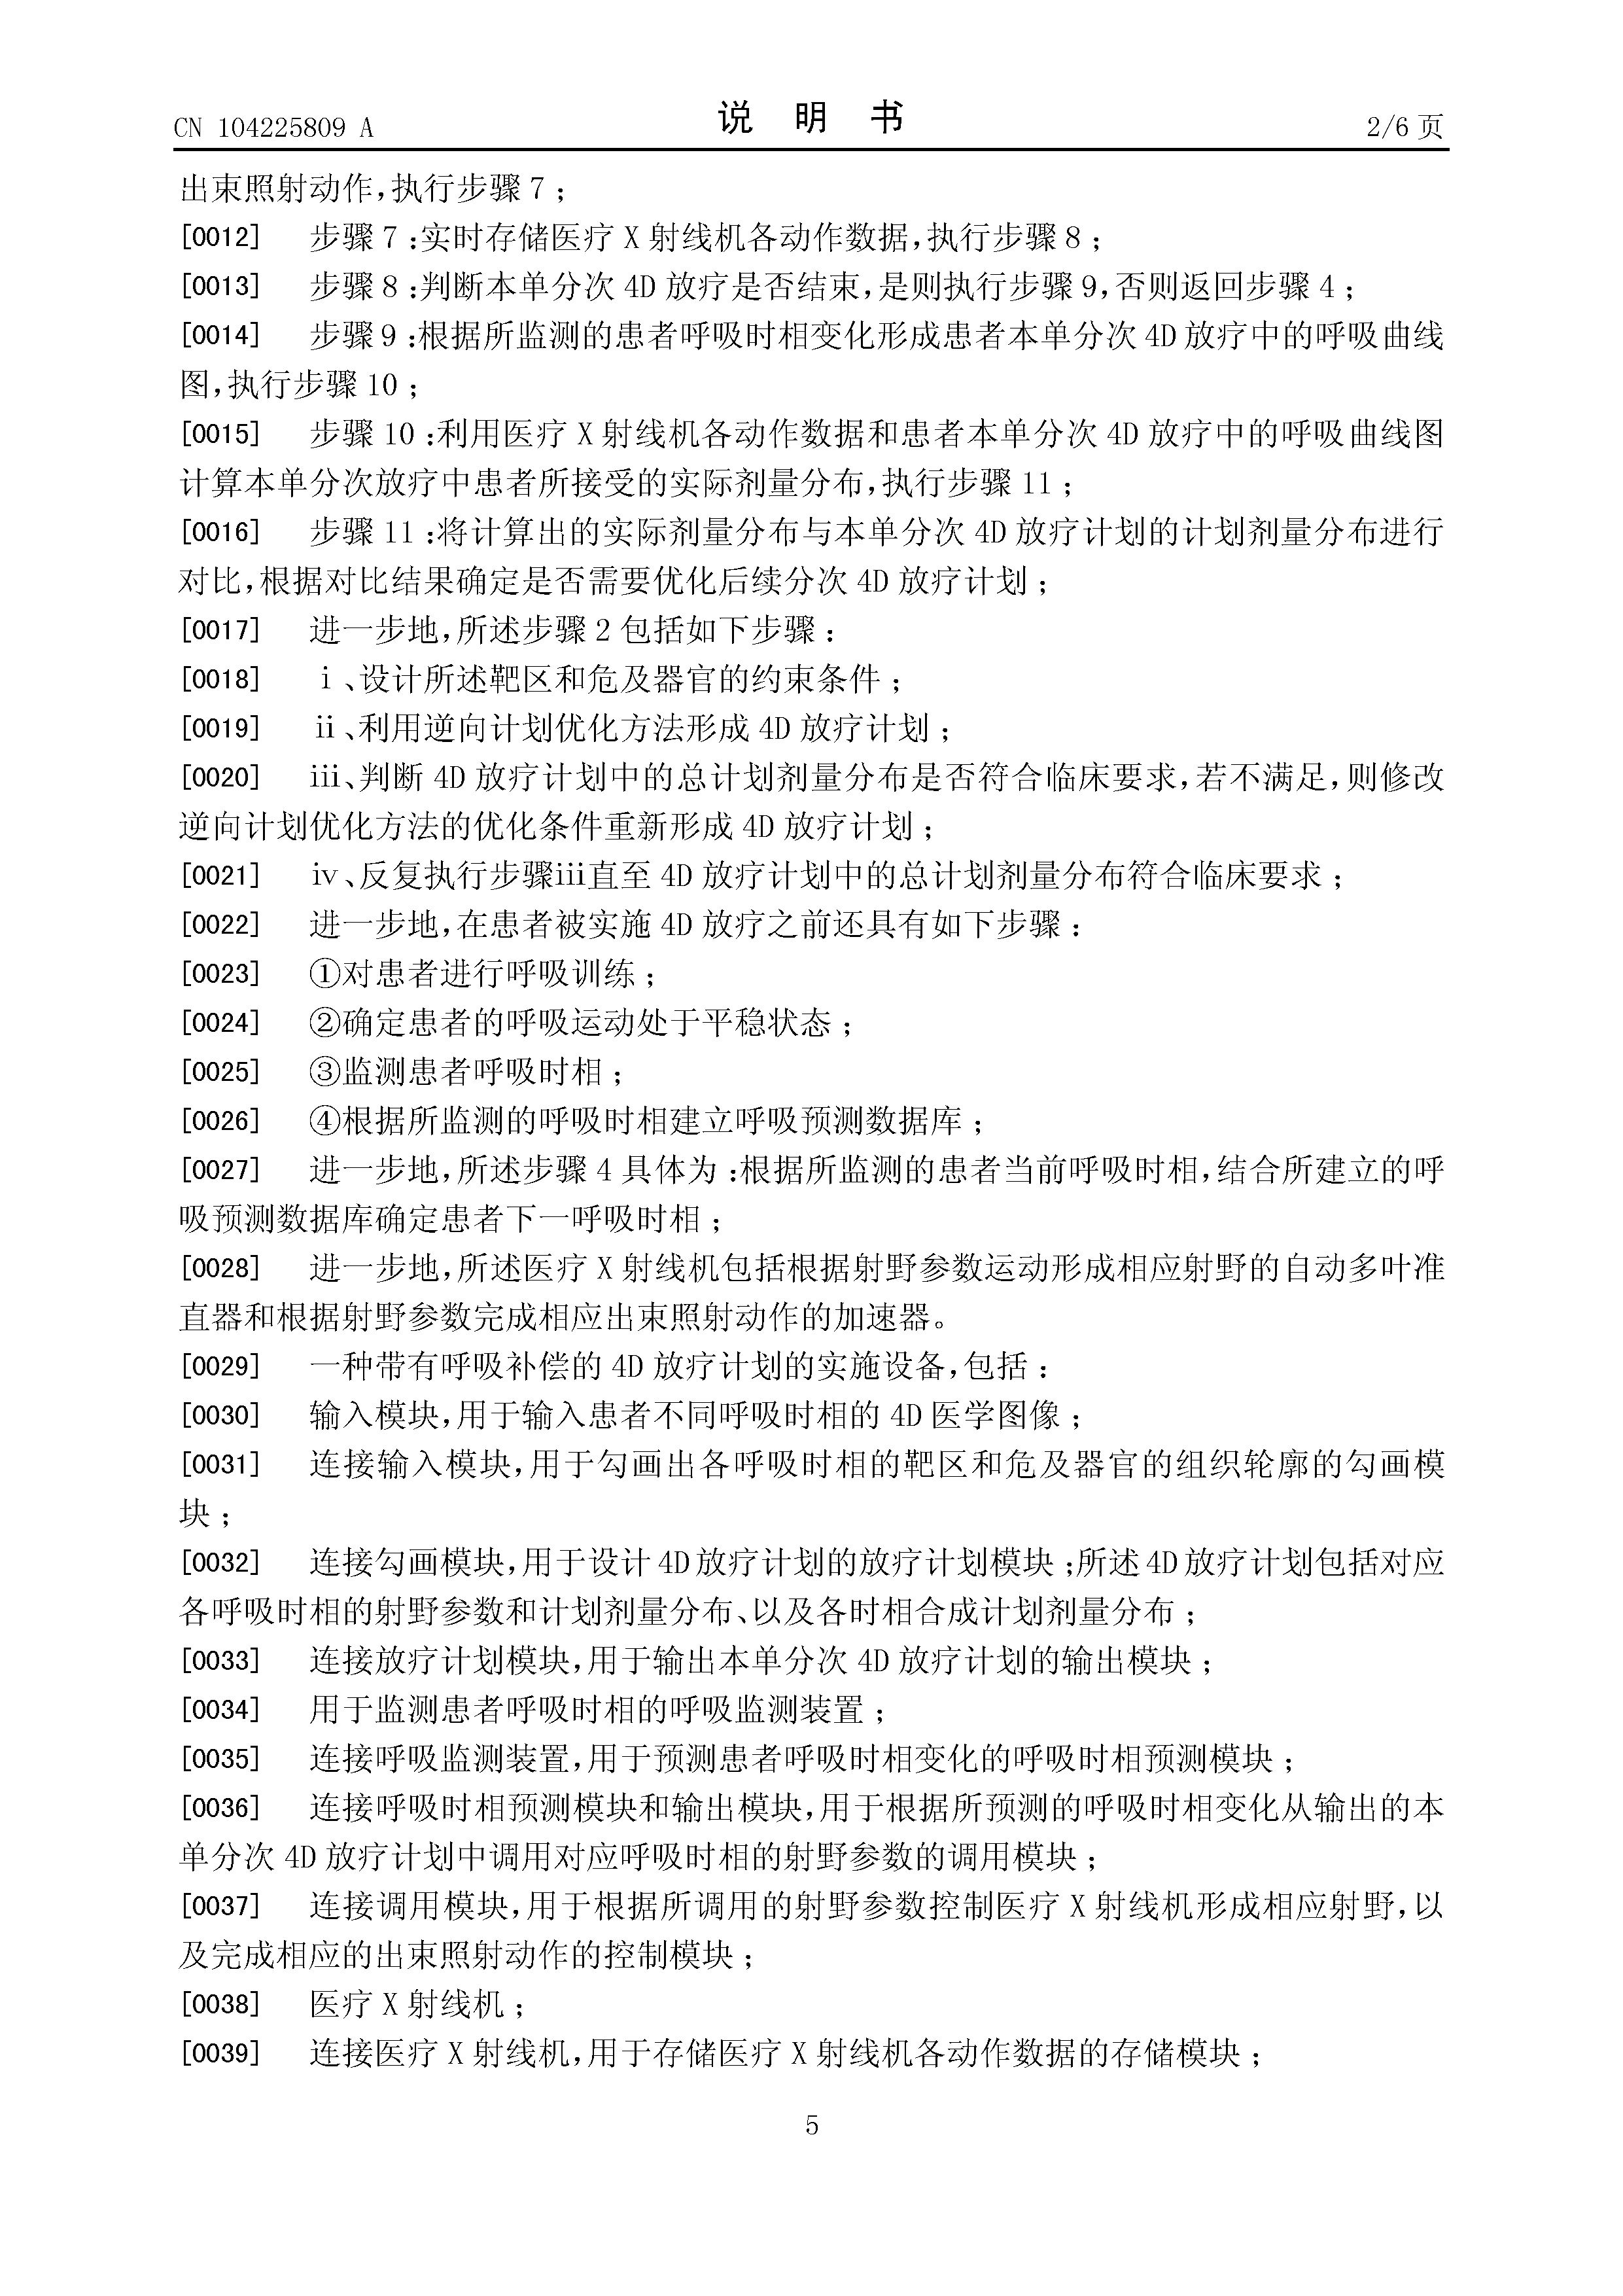 CN 104225809 A
说 明 书
2/6 页
出束照射动作,执行步骤 7 ;
[0012] 步骤 7 :实时存储医疗 X 射线机各动作数据,执行步骤 8 ;
[0013] 步骤 8 :判断本单分次 4D 放疗是否结束,是则执行步骤 9,否则返回步骤 4 ;
[0014] 步骤 9 :根据所监测的患者呼吸时相变化形成患者本单分次 4D 放疗中的呼吸曲线
图,执行步骤 10 ;
[0015] 步骤 10 :利用医疗 X 射线机各动作数据和患者本单分次 4D 放疗中的呼吸曲线图
计算本单分次放疗中患者所接受的实际剂量分布,执行步骤 11 ;
[0016] 步骤 11 :将计算出的实际剂量分布与本单分次 4D 放疗计划的计划剂量分布进行
对比,根据对比结果确定是否需要优化后续分次 4D 放疗计划 ;
[0017] 进一步地,所述步骤 2 包括如下步骤 :
[0018] ⅰ、设计所述靶区和危及器官的约束条件 ;
[0019] ⅱ、利用逆向计划优化方法形成 4D 放疗计划 ;
[0020] ⅲ、判断 4D 放疗计划中的总计划剂量分布是否符合临床要求,若不满足,则修改
逆向计划优化方法的优化条件重新形成 4D 放疗计划 ;
[0021] ⅳ、反复执行步骤ⅲ直至 4D 放疗计划中的总计划剂量分布符合临床要求 ;
[0022] 进一步地,在患者被实施 4D 放疗之前还具有如下步骤 :
[0023] ①对患者进行呼吸训练 ;
[0024] ②确定患者的呼吸运动处于平稳状态 ;
[0025] ③监测患者呼吸时相 ;
[0026] ④根据所监测的呼吸时相建立呼吸预测数据库 ;
[0027] 进一步地,所述步骤 4 具体为 :根据所监测的患者当前呼吸时相,结合所建立的呼
吸预测数据库确定患者下一呼吸时相 ;
[0028] 进一步地,所述医疗 X 射线机包括根据射野参数运动形成相应射野的自动多叶准
直器和根据射野参数完成相应出束照射动作的加速器。
[0029] 一种带有呼吸补偿的 4D 放疗计划的实施设备,包括 :
[0030] 输入模块,用于输入患者不同呼吸时相的 4D 医学图像 ;
[0031] 连接输入模块,用于勾画出各呼吸时相的靶区和危及器官的组织轮廓的勾画模
块 ;
[0032] 连接勾画模块,用于设计 4D 放疗计划的放疗计划模块 ;所述 4D 放疗计划包括对应
各呼吸时相的射野参数和计划剂量分布、以及各时相合成计划剂量分布 ;
[0033] 连接放疗计划模块,用于输出本单分次 4D 放疗计划的输出模块 ;
[0034] 用于监测患者呼吸时相的呼吸监测装置 ;
[0035] 连接呼吸监测装置,用于预测患者呼吸时相变化的呼吸时相预测模块 ;
[0036] 连接呼吸时相预测模块和输出模块,用于根据所预测的呼吸时相变化从输出的本
单分次 4D 放疗计划中调用对应呼吸时相的射野参数的调用模块 ;
[0037] 连接调用模块,用于根据所调用的射野参数控制医疗 X 射线机形成相应射野,以
及完成相应的出束照射动作的控制模块 ;
[0038] 医疗 X 射线机 ;
[0039] 连接医疗 X 射线机,用于存储医疗 X 射线机各动作数据的存储模块 ;
5